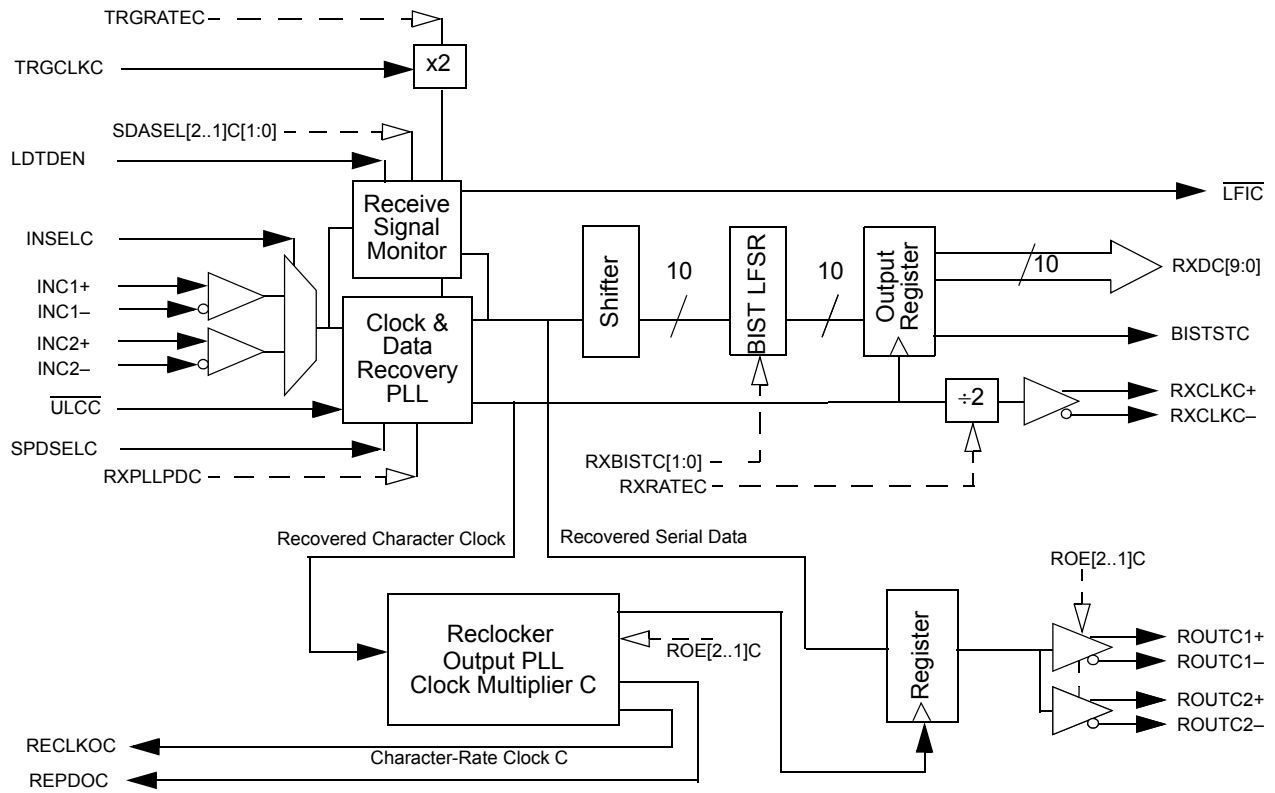 TRGRATEC
x2
TRGCLKC
SDASEL[2..1]C[1:0]
LDTDEN
Receive
Signal
Monitor
LFIC
INSELC
INC1+
INC1–
INC2+
INC2–
Clock &
Data
Recovery
PLL
Shifter
10
BIST LFSR
10
Output
Register
10
RXDC[9:0]
BISTSTC
ULCC
÷2
RXCLKC+
RXCLKC–
SPDSELC
RXPLLPDC
RXBISTC[1:0]
RXRATEC
Recovered Character Clock
Recovered Serial Data
ROE[2..1]C
Reclocker
Output PLL
Clock Multiplier C
ROE[2..1]C
Register
ROUTC1+
ROUTC1–
ROUTC2+
ROUTC2–
RECLKOC
Character-Rate Clock C
REPDOC